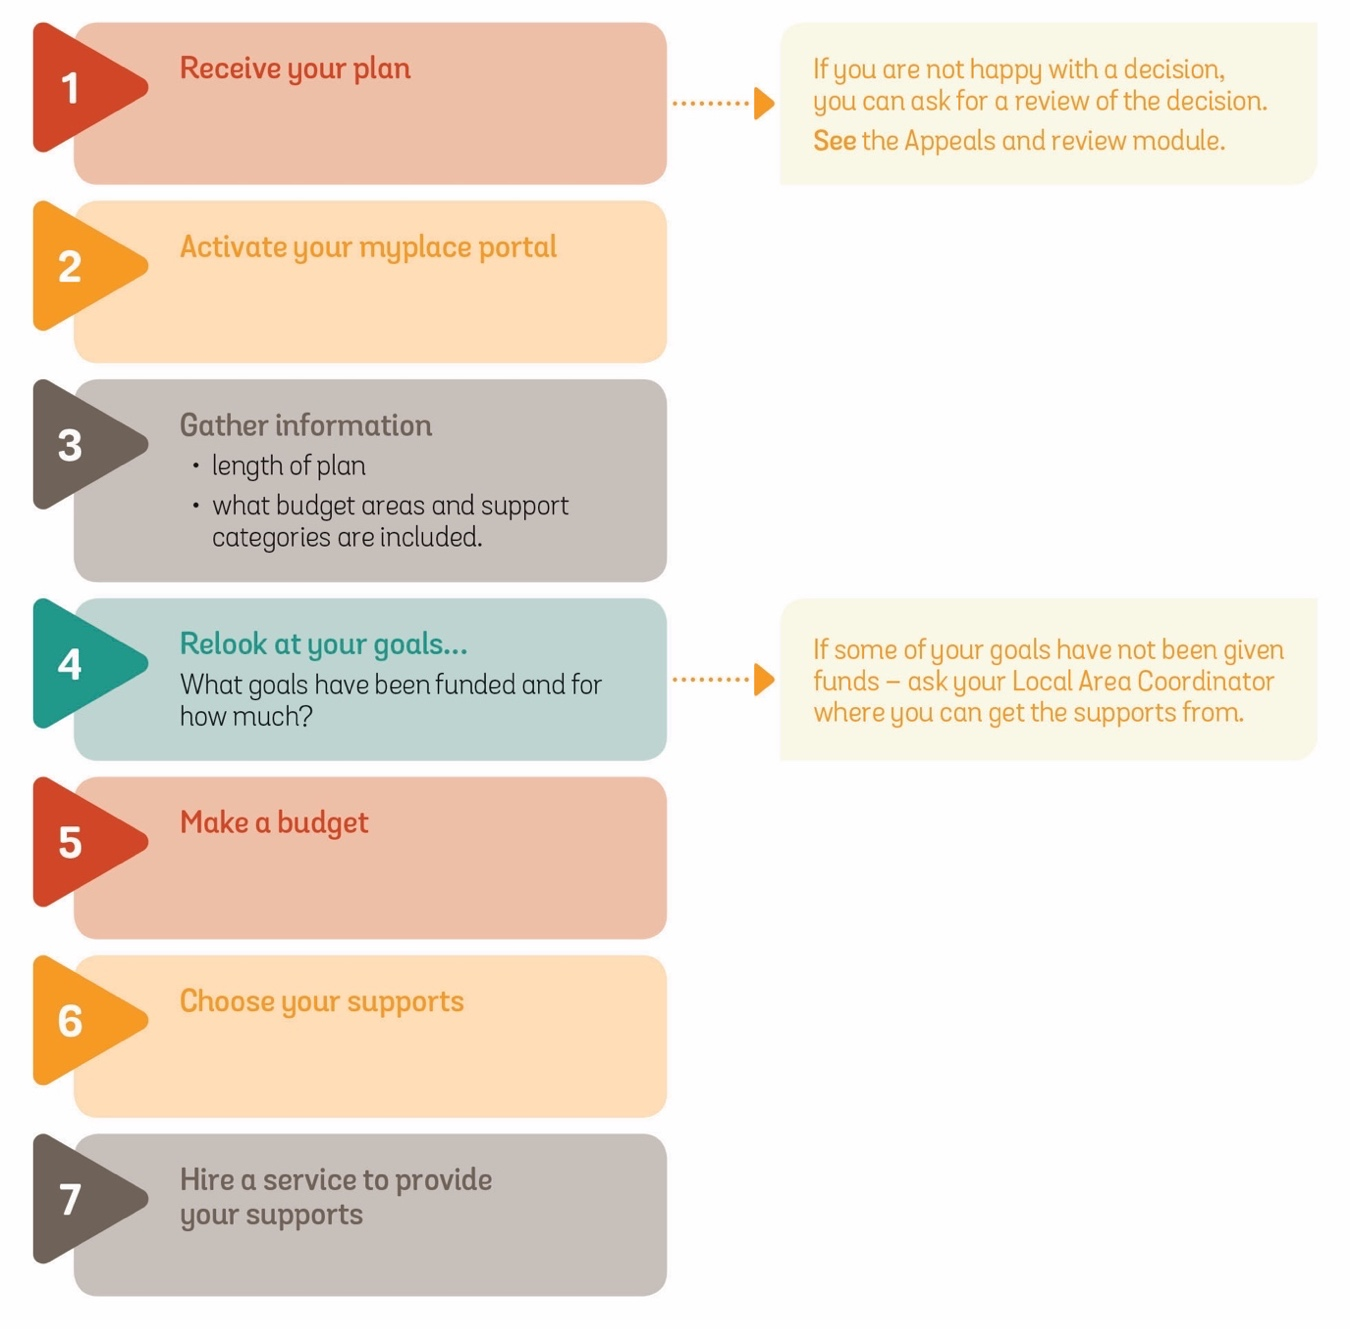 1
Receive your plan
If you are not happy with a decision,
you can ask for a review of the decision.
See the Appeals and review module.
2
Activate your myplace portal
3
Gather information
• length of plan
• what budget areas and support
categories are included.
4
Relook at your goals...
What goals have been funded and for
how much?
If some of your goals have not been given
funds – ask your Local Area Coordinator
where you can get the supports from.
5
Make a budget
6
Choose your supports
7
Hire a service to provide
your supports